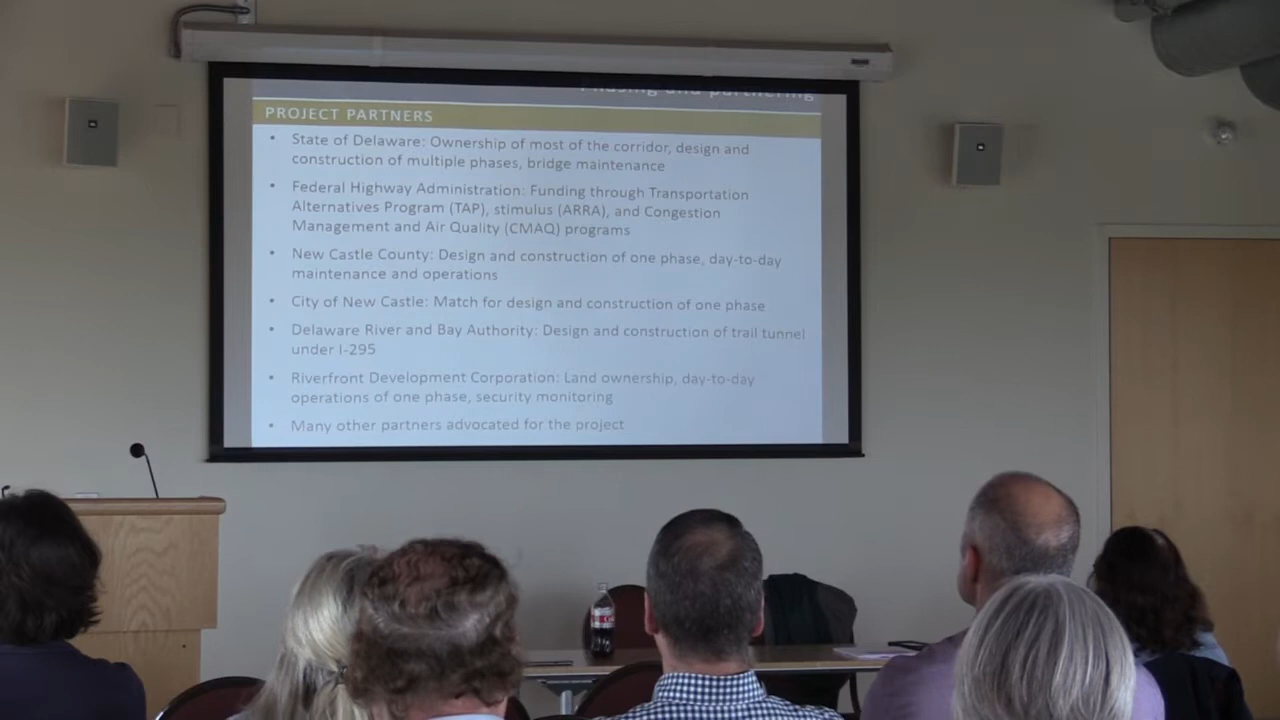 Phasing and partnering
PROJECT PARTNERS
• State of Delaware: Ownership of most of the corridor, design and
construction of multiple phases, bridge maintenance
• Federal Highway Administration: Funding through Transportation
Alternatives Program (TAP), stimulus (ARRA), and Congestion
Management and Air Quality (CMAQ) programs
• New Castle County: Design and construction of one phase, day-to-day
maintenance and operations
• City of New Castle: Match for design and construction of one phase
• Delaware River and Bay Authority: Design and construction of trail tunnel
under I-295
• Riverfront Development Corporation: Land ownership, day-to-day
operations of one phase, security monitoring
• Many other partners advocated for the project